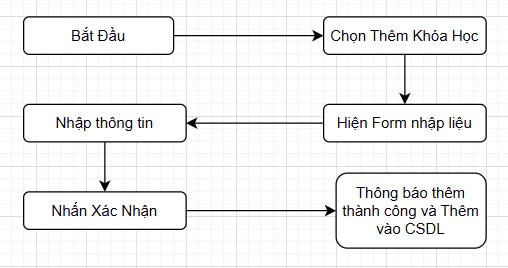 Bắt Đầu
Chọn Thêm Khóa Học
Hiện Form nhập liệu
Nhập thông tin
Nhấn Xác Nhận
Thông báo thêm
thành công và Thêm
vào CSDL